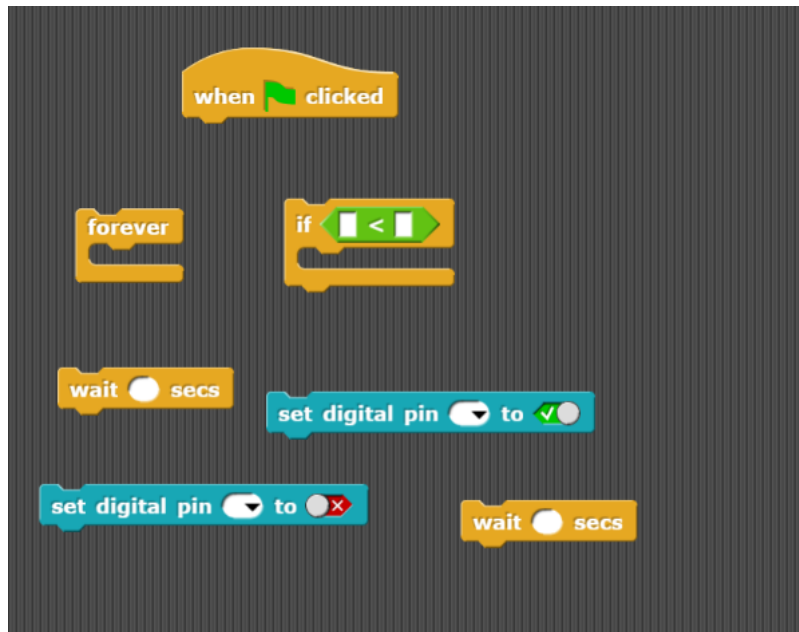 when clicked
forever
if <
wait secs
set digital pin to
set digital pin to
wait secs